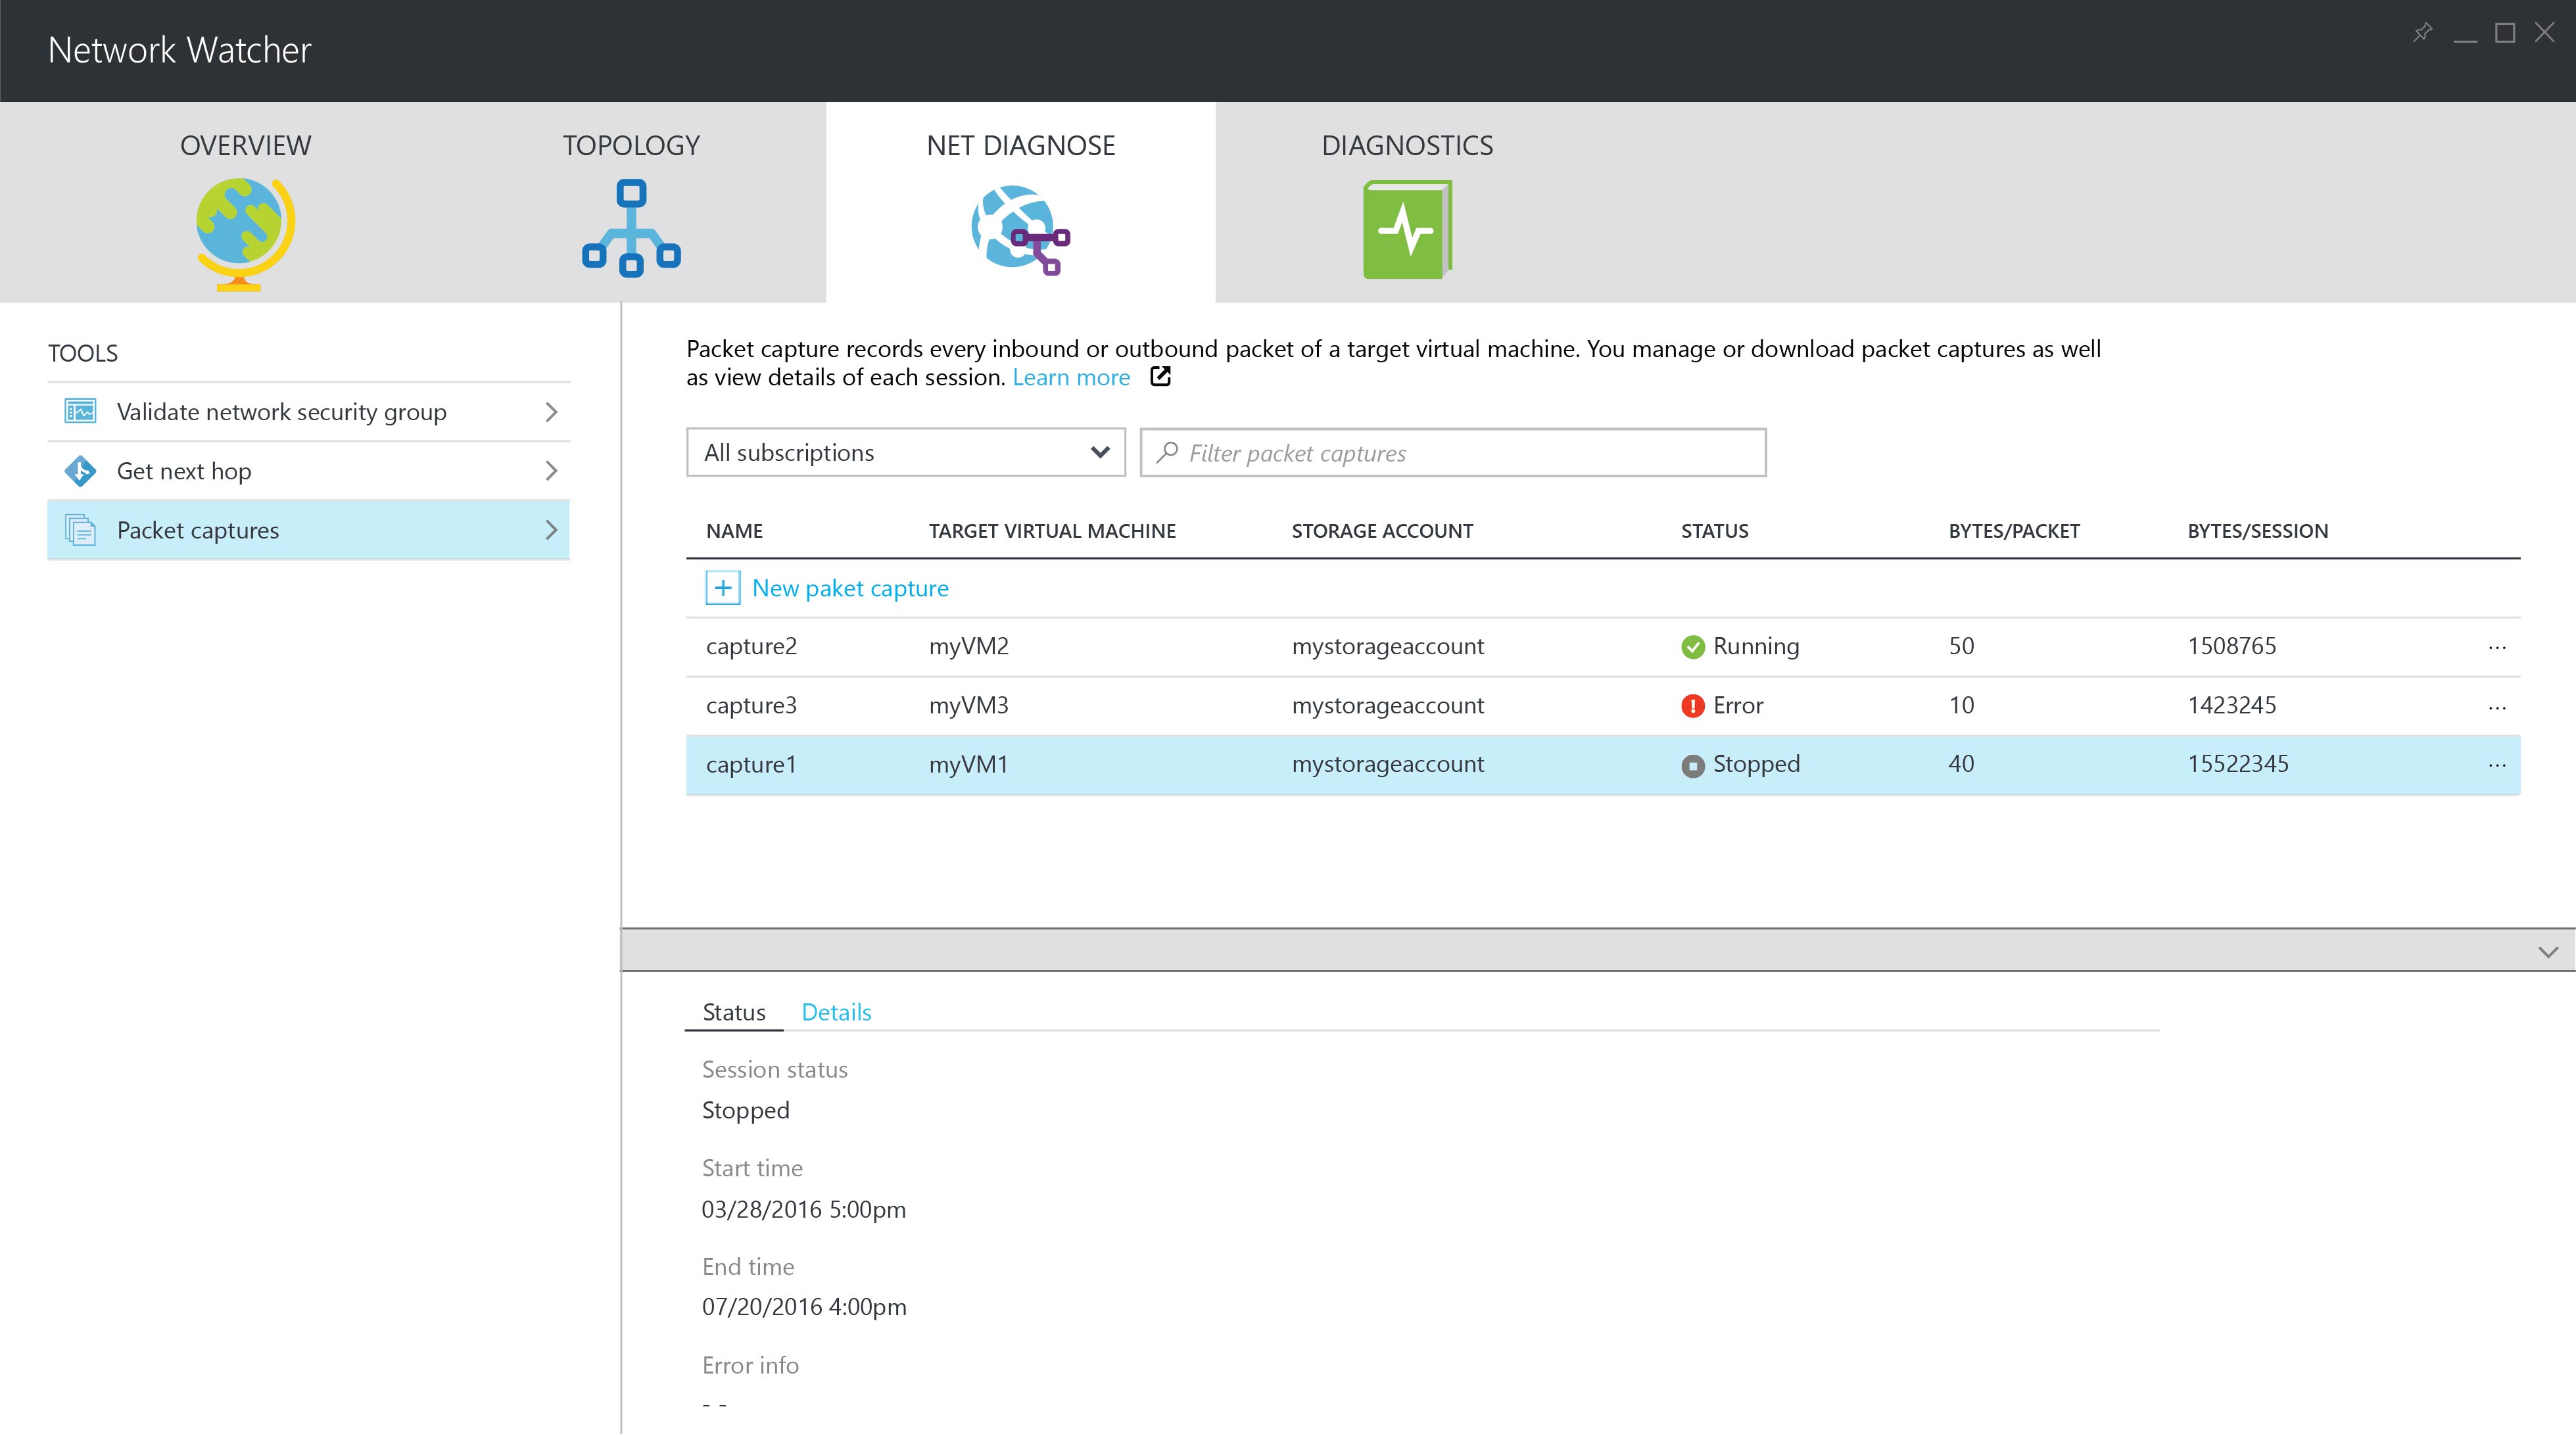 Network Watcher
OVERVIEW
TOPOLOGY
NET DIAGNOSE
DIAGNOSTICS
TOOLS
Validate network security group
Get next hop
Packet captures
Packet capture records every inbound or outbound packet of a target virtual machine. You manage or download packet captures as well
as view details of each session. Learn more
All subscriptions
Filter packet captures
NAME TARGET VIRTUAL MACHINE STORAGE ACCOUNT STATUS BYTES/PACKET BYTES/SESSION
New paket capture
capture2 myVM2 mystorageaccount Running 50 1508765 ...
capture3 myVM3 mystorageaccount Error 10 1423245 ...
capture1 myVM1 mystorageaccount Stopped 40 15522345 ...
Status Details
Session status
Stopped
Start time
03/28/2016 5:00pm
End time
07/20/2016 4:00pm
Error info
- -